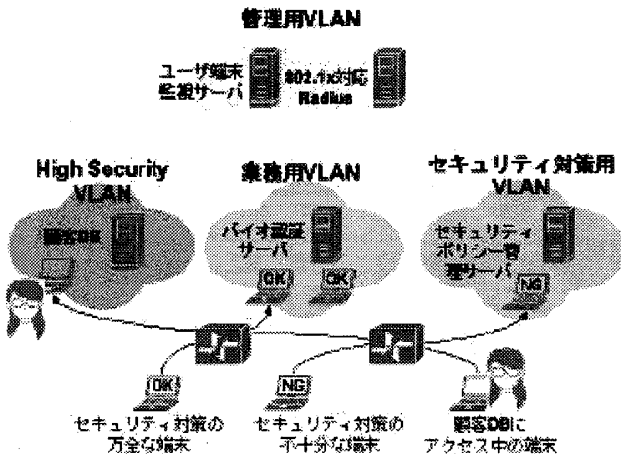 管理用VLAN
ユーザ端末
監視サーバ
802.1x対応
Radius
High Security
VLAN
顧客DB
業務用VLAN
バイオ認証
サーバ
OK
OK
セキュリティ対策用
VLAN
セキュリティ
ポリシー管
理サーバ
NG
OK
セキュリティ対策の
万全な端末
NG
セキュリティ対策の
不十分な端末
顧客DBに
アクセス中の端末